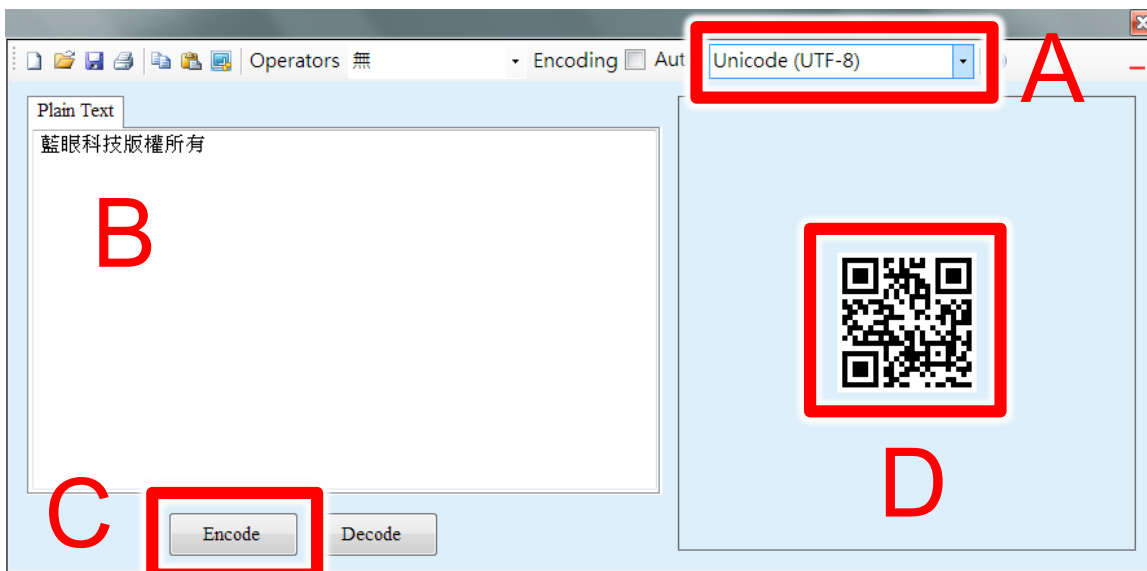 Operators 無 Encoding Aut Unicode (UTF-8) A
Plain Text
藍眼科技版權所有
B
D
C
Encode Decode